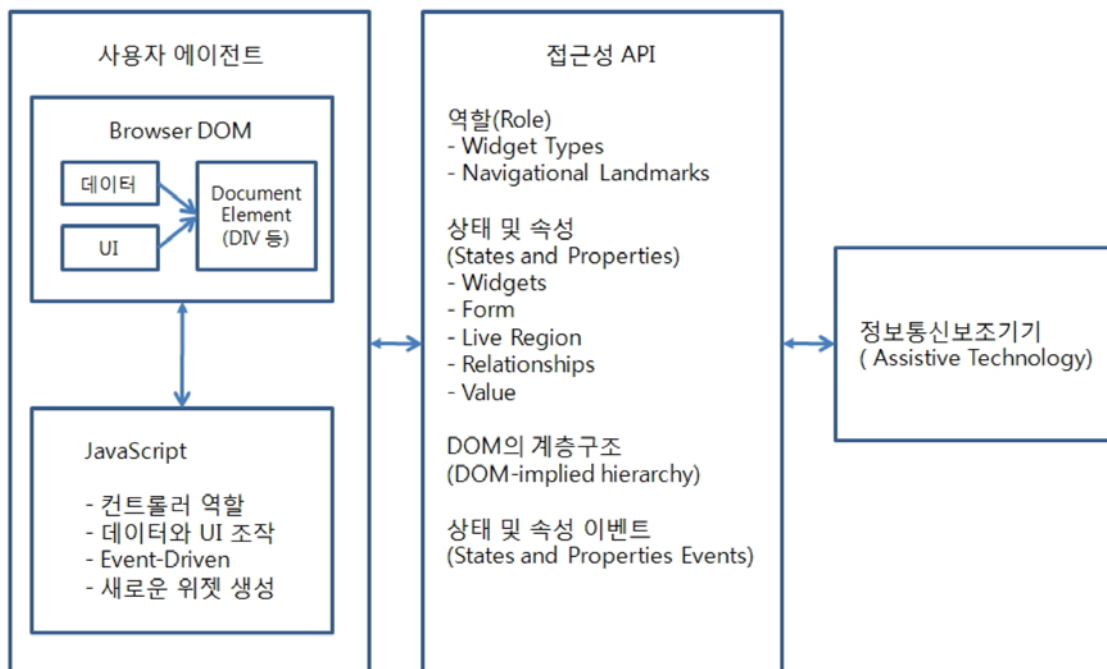 사용자 에이전트
Browser DOM
데이터
UI
Document
Element
(DIV 등)
JavaScript
- 컨트롤러 역할
- 데이터와 UI 조작
- Event-Driven
- 새로운 위젯 생성
접근성 API
역할(Role)
- Widget Types
- Navigational Landmarks
상태 및 속성
(States and Properties)
- Widgets
- Form
- Live Region
- Relationships
- Value
DOM의 계층구조
(DOM-implied hierarchy)
상태 및 속성 이벤트
(States and Properties Events)
정보통신보조기기
( Assistive Technology)